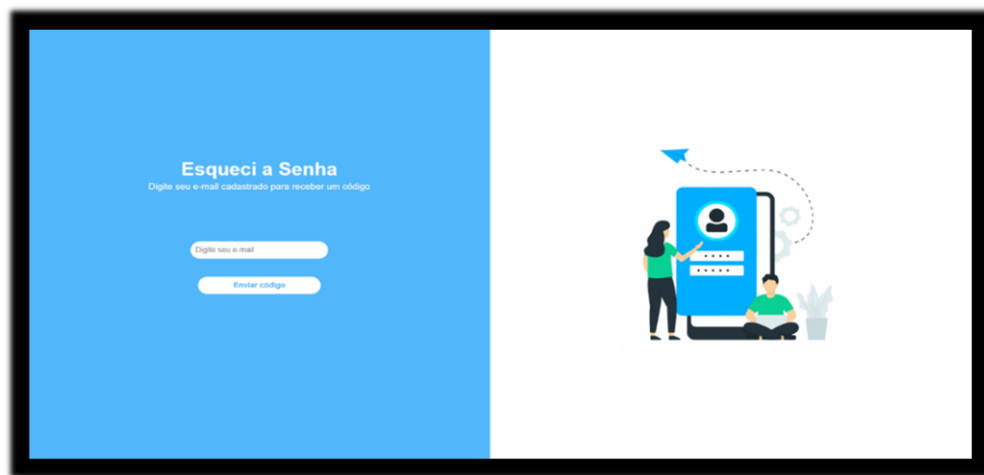 Esqueci a Senha
Digite seu e-mail cadastrado para receber um código
Digite seu e-mail
Enviar código